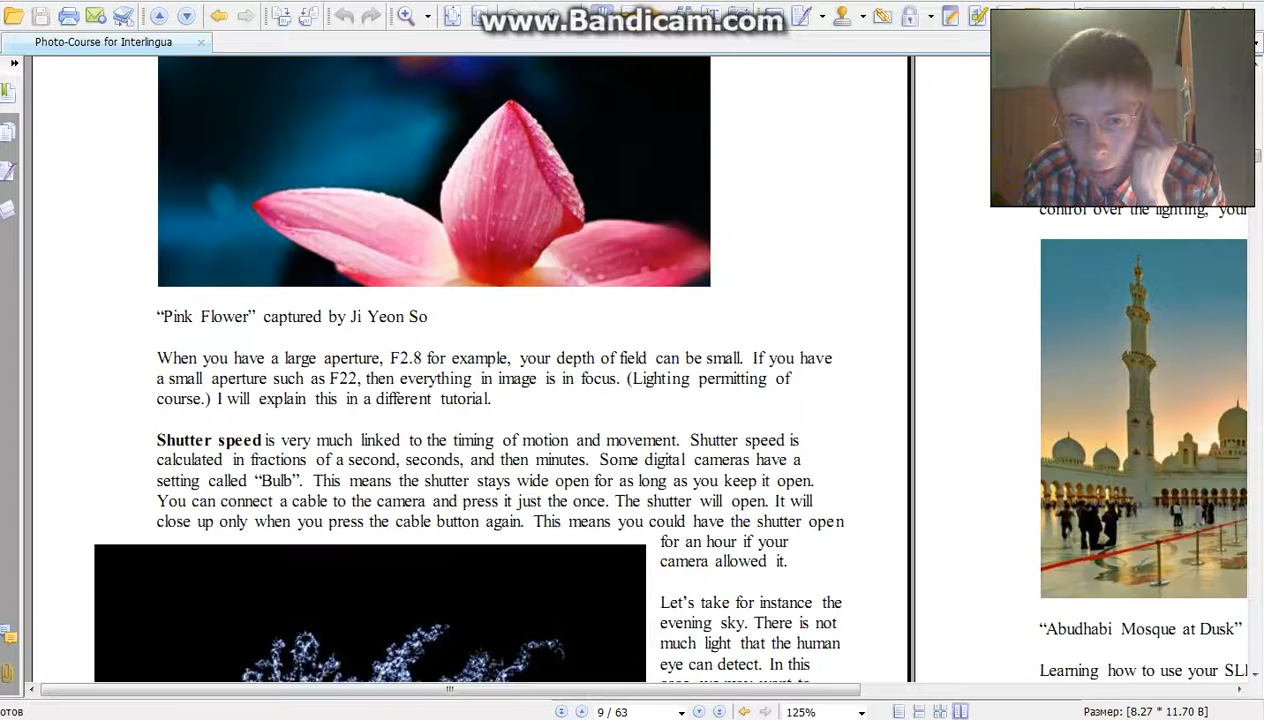 www.Bandicam.com
Photo-Course for Interlingua
“Pink Flower” captured by Ji Yeon So
When you have a large aperture, F2.8 for example, your depth of field can be small. If you have
a small aperture such as F22, then everything in image is in focus. (Lighting permitting of
course.) I will explain this in a different tutorial.
Shutter speed is very much linked to the timing of motion and movement. Shutter speed is
calculated in fractions of a second, seconds, and then minutes. Some digital cameras have a
setting called “Bulb”. This means the shutter stays wide open for as long as you keep it open.
You can connect a cable to the camera and press it just the once. The shutter will open. It will
close up only when you press the cable button again. This means you could have the shutter open
for an hour if your
camera allowed it.
Let’s take for instance the
evening sky. There is not
much light that the human
eye can detect. In this
control over the lighting, your
“Abudhabi Mosque at Dusk”
Learning how to use your SL
отов
9 / 63
125%
Размер: [8.27 * 11.70 В]